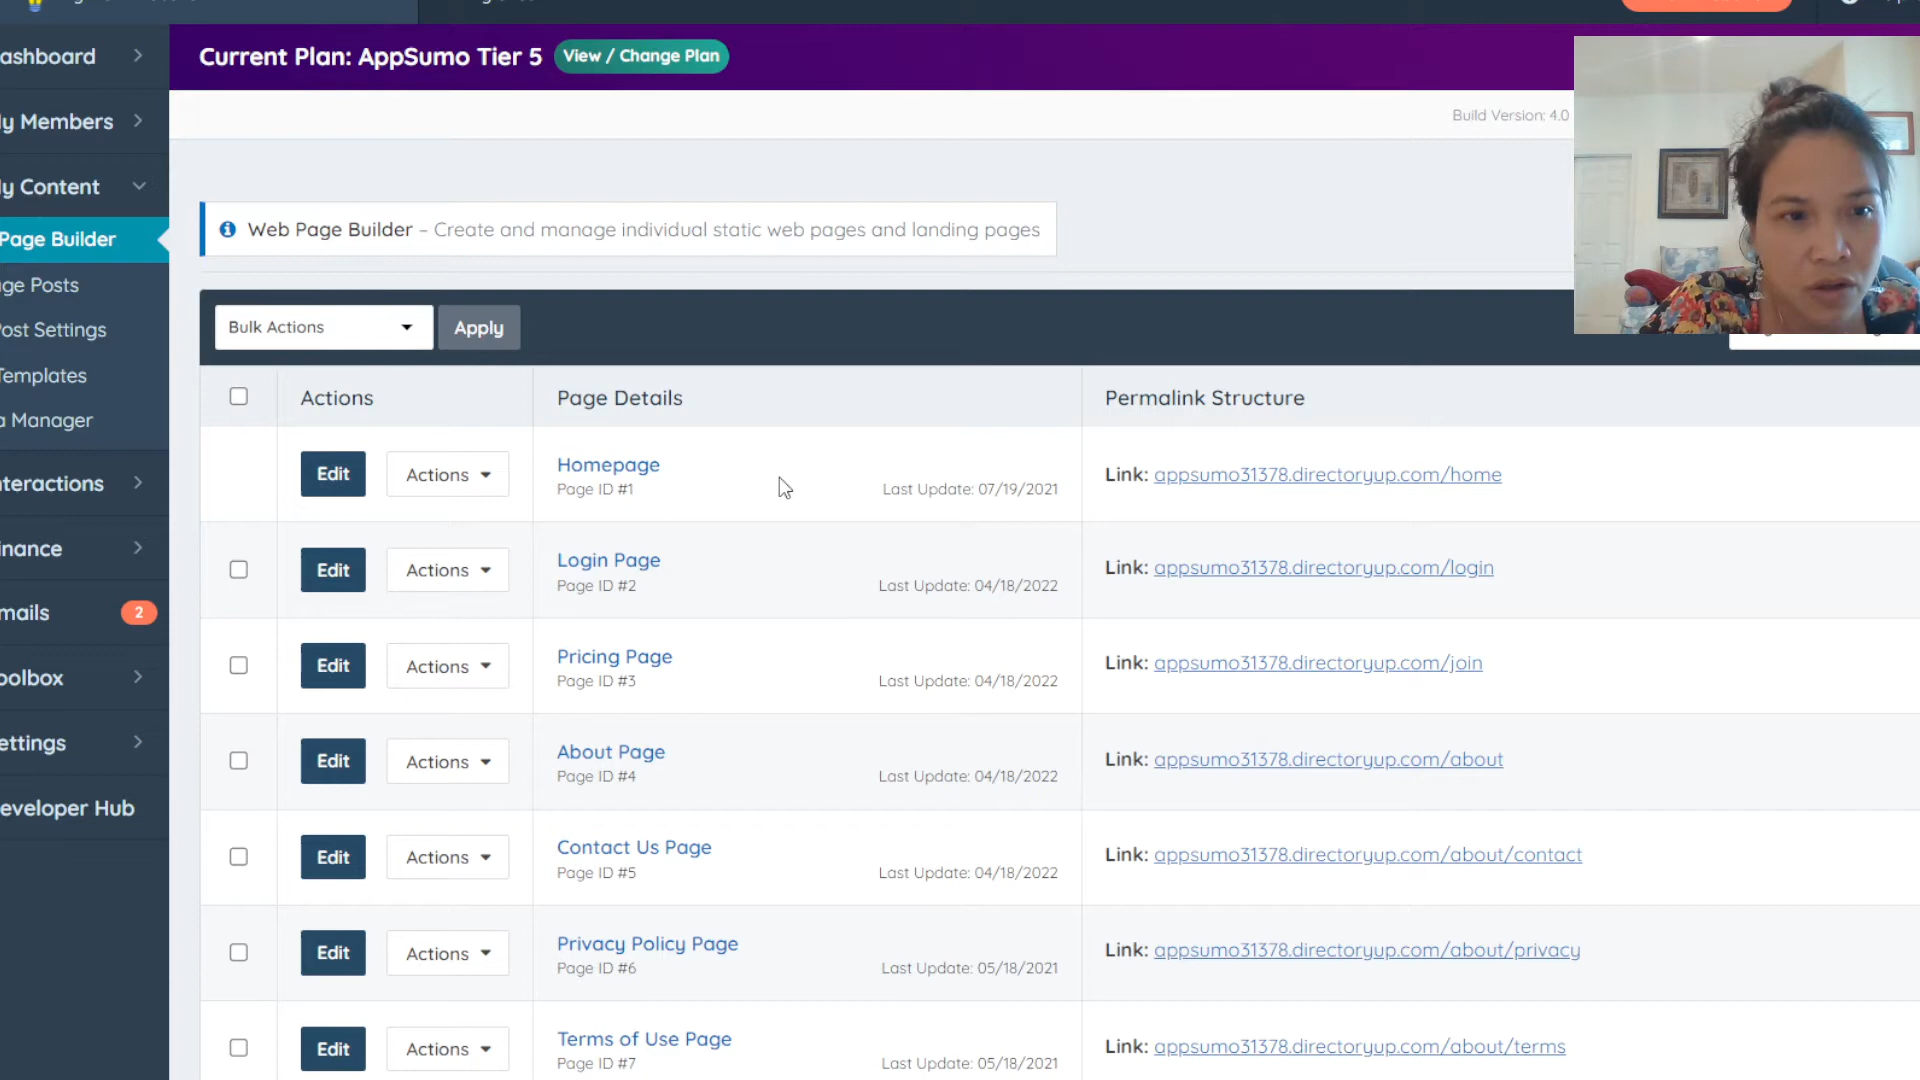 Current Plan: AppSumo Tier 5 View / Change Plan
Build Version: 4.0
ashboard
y Members
y Content
Page Builder
ge Posts
ost Settings
Templates
a Manager
nteractions
inance
mails 2
oolbox
ettings
eveloper Hub
Web Page Builder – Create and manage individual static web pages and landing pages
Bulk Actions Apply
Actions Page Details Permalink Structure
Edit Actions Homepage Link: appsumo31378.directoryup.com/home
Page ID #1 Last Update: 07/19/2021
Edit Actions Login Page Link: appsumo31378.directoryup.com/login
Page ID #2 Last Update: 04/18/2022
Edit Actions Pricing Page Link: appsumo31378.directoryup.com/join
Page ID #3 Last Update: 04/18/2022
Edit Actions About Page Link: appsumo31378.directoryup.com/about
Page ID #4 Last Update: 04/18/2022
Edit Actions Contact Us Page Link: appsumo31378.directoryup.com/about/contact
Page ID #5 Last Update: 04/18/2022
Edit Actions Privacy Policy Page Link: appsumo31378.directoryup.com/about/privacy
Page ID #6 Last Update: 05/18/2021
Edit Actions Terms of Use Page Link: appsumo31378.directoryup.com/about/terms
Page ID #7 Last Update: 05/18/2021